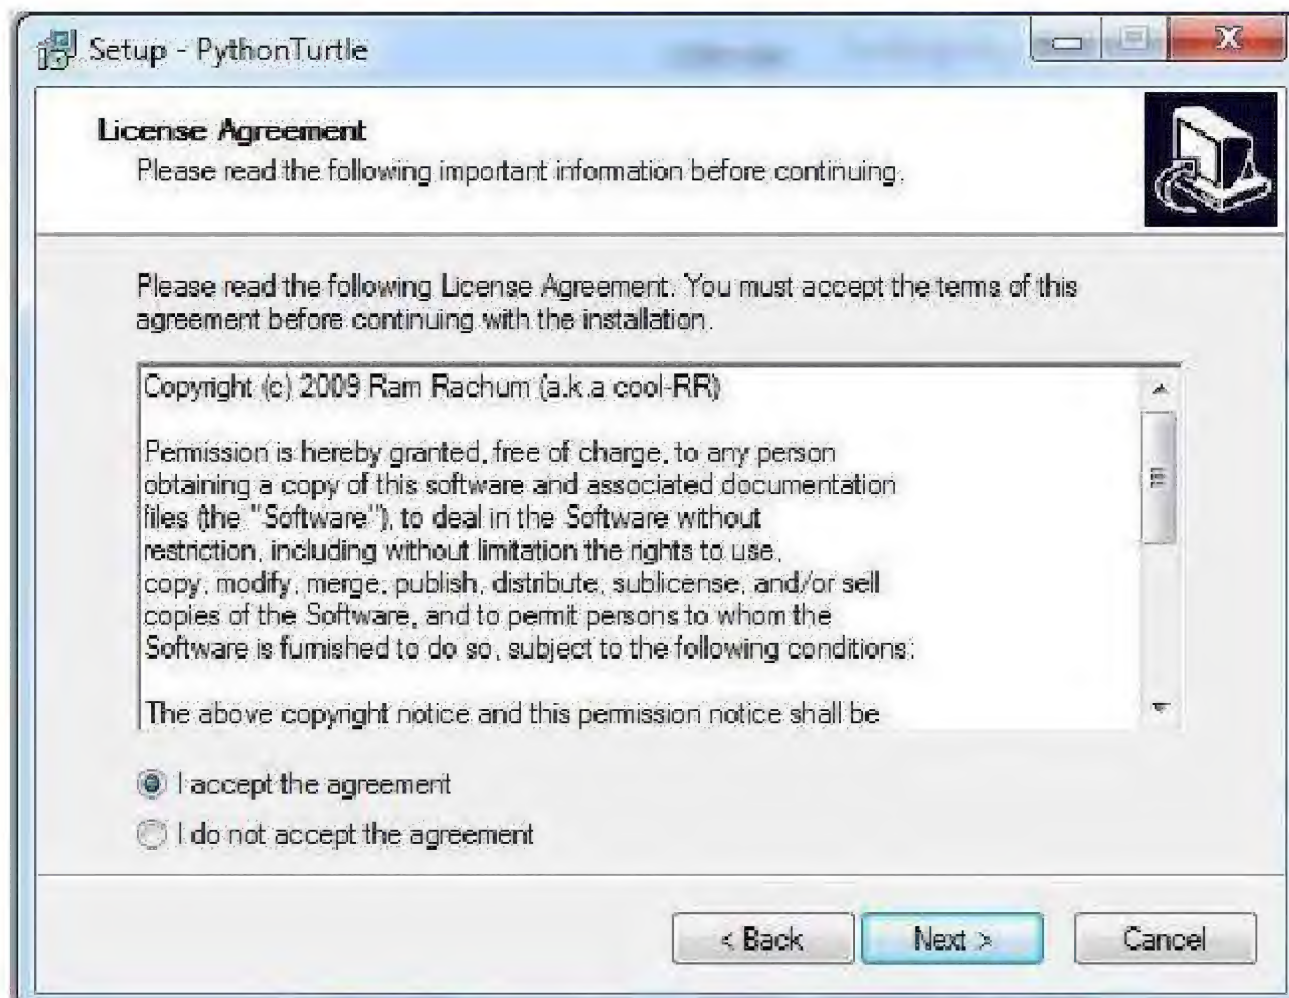 Setup - PythonTurtle
License Agreement
Please read the following important information before continuing.
Please read the following License Agreement. You must accept the terms of this
agreement before continuing with the installation.
Copyright (c) 2009 Ram Rachum (a.k.a cool-RR)
Permission is hereby granted, free of charge, to any person
obtaining a copy of this software and associated documentation
files (the "Software"), to deal in the Software without
restriction, including without limitation the rights to use,
copy, modify, merge, publish, distribute, sublicense, and/or sell
copies of the Software, and to permit persons to whom the
Software is furnished to do so, subject to the following conditions:
The above copyright notice and this permission notice shall be
I accept the agreement
I do not accept the agreement
< Back
Next >
Cancel